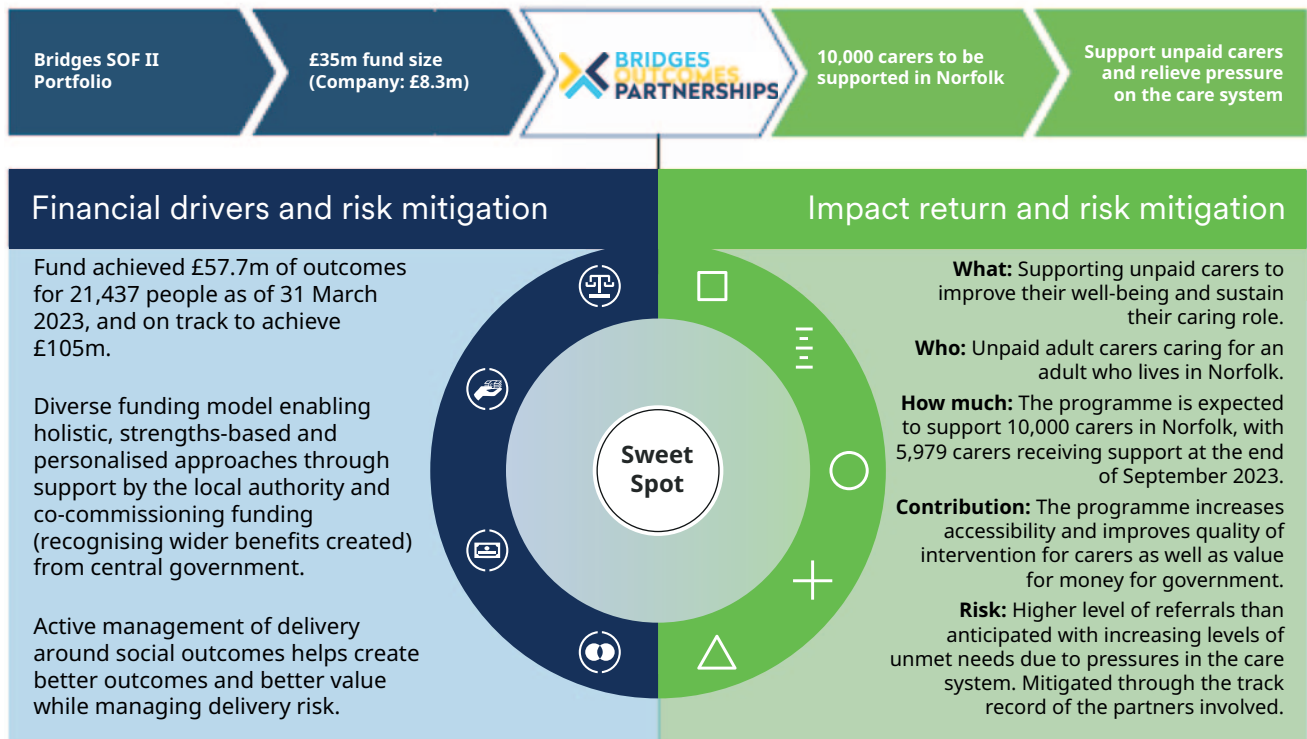 Bridges SOF II
Portfolio
£35m fund size
(Company: £8.3m)
BRIDGES
OUTCOMES
PARTNERSHIPS
10,000 carers to be
supported in Norfolk
Support unpaid carers
and relieve pressure
on the care system
Financial drivers and risk mitigation
Fund achieved £57.7m of outcomes
for 21,437 people as of 31 March
2023, and on track to achieve
£105m.
Diverse funding model enabling
holistic, strengths-based and
personalised approaches through
support by the local authority and
co-commissioning funding
(recognising wider benefits created)
from central government.
Active management of delivery
around social outcomes helps create
better outcomes and better value
while managing delivery risk.
Sweet
Spot
Impact return and risk mitigation
What: Supporting unpaid carers to
improve their well-being and sustain
their caring role.
Who: Unpaid adult carers caring for an
adult who lives in Norfolk.
How much: The programme is expected
to support 10,000 carers in Norfolk, with
5,979 carers receiving support at the end
of September 2023.
Contribution: The programme increases
accessibility and improves quality of
intervention for carers as well as value
for money for government.
Risk: Higher level of referrals than
anticipated with increasing levels of
unmet needs due to pressures in the care
system. Mitigated through the track
record of the partners involved.